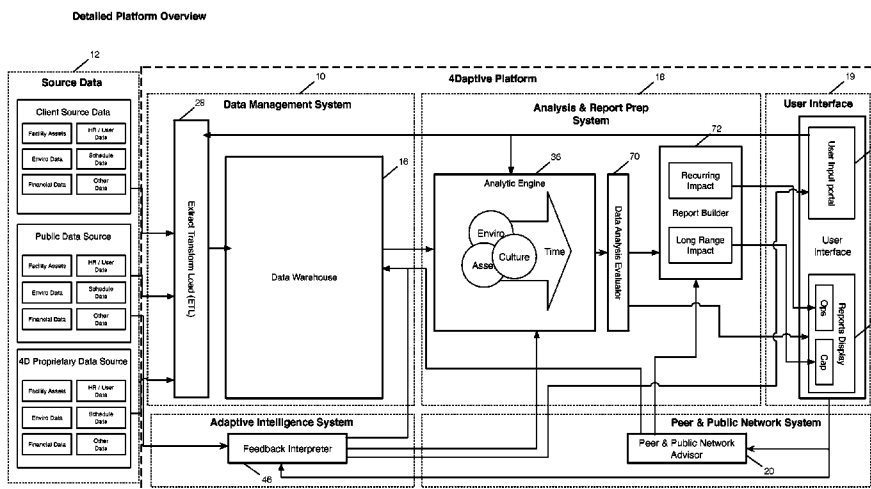 Detailed Platform Overview
12
Source Data
Client Source Data
Facility Assets
HR / User
Data
Enviro Data
Schedule
Data
Financial Data
Other
Data
Public Data Source
Facility Assets
HR / User
Data
Enviro Data
Schedule
Data
Financial Data
Other
Data
4D Proprietary Data Source
Facility Assets
HR / User
Data
Enviro Data
Schedule
Data
Financial Data
Other
Data
4Daptive Platform
10
Data Management System
28
Extract Transform Load (ETL)
16
Data Warehouse
18
Analysis & Report Prep
System
36
Analytic Engine
Enviro
Asse
Culture
Time
70
Data Analysis Evaluator
72
Recurring
Impact
Report Builder
Long Range
Impact
19
User Interface
User Input portal
User
Interface
Reports Display
Ops
Cap
Adaptive Intelligence System
Feedback Interpreter
46
Peer & Public Network System
Peer & Public Network
Advisor
20